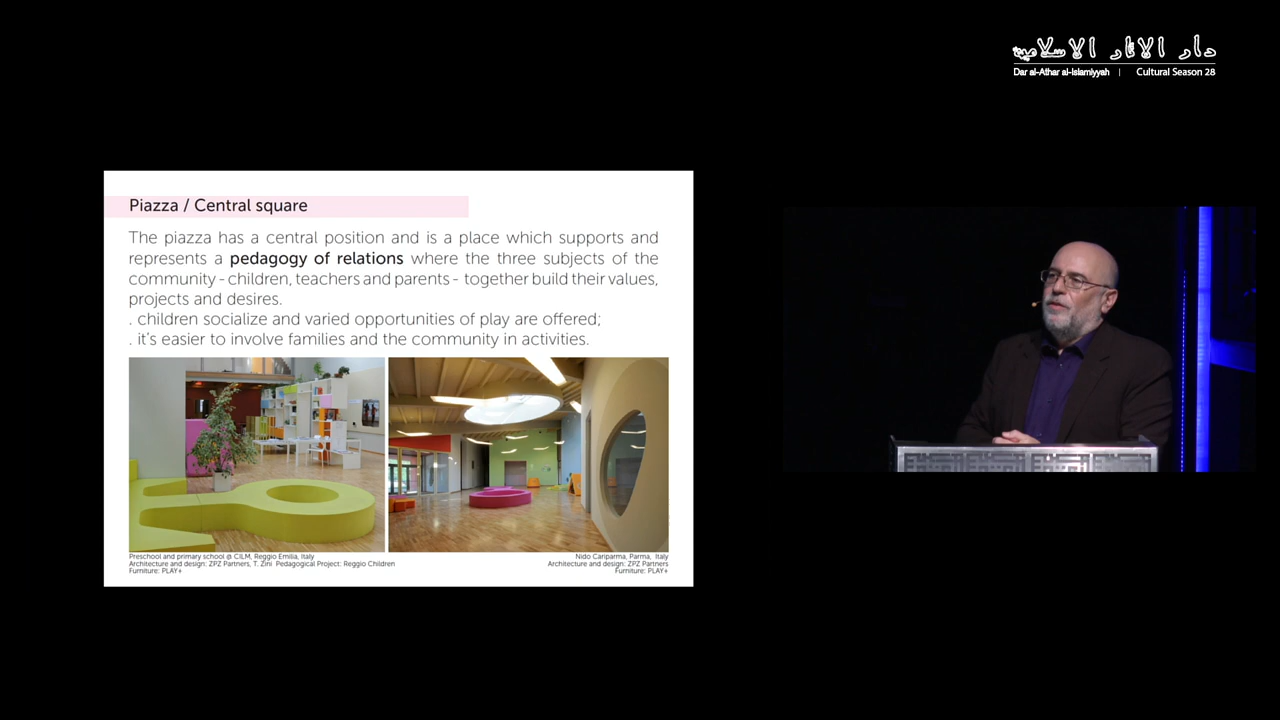 دار الآثار الاسلامية
Dar al-Athar al-Islamiyyah | Cultural Season 28
Piazza / Central square
The piazza has a central position and is a place which supports and
represents a pedagogy of relations where the three subjects of the
community - children, teachers and parents - together build their values,
projects and desires.
. children socialize and varied opportunities of play are offered;
. it's easier to involve families and the community in activities.
Preschool and primary school @ CILM, Reggio Emilia, Italy
Architecture and design: ZPZ Partners, T. Zini Pedagogical Project: Reggio Children
Furniture: PLAY+
Nido Cariparma, Parma, Italy
Architecture and design: ZPZ Partners
Furniture: PLAY+